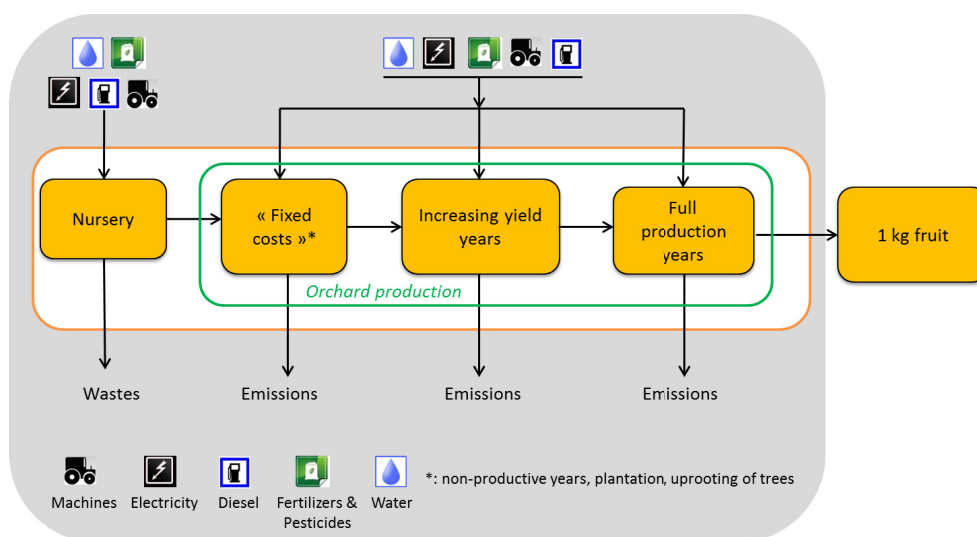 Nursery
« Fixed
costs »*
Increasing yield
years
Full
production
years
1 kg fruit
Orchard production
Wastes
Emissions
Emissions
Emissions
Machines
Electricity
Diesel
Fertilizers &
Pesticides
Water
*: non-productive years, plantation, uprooting of trees